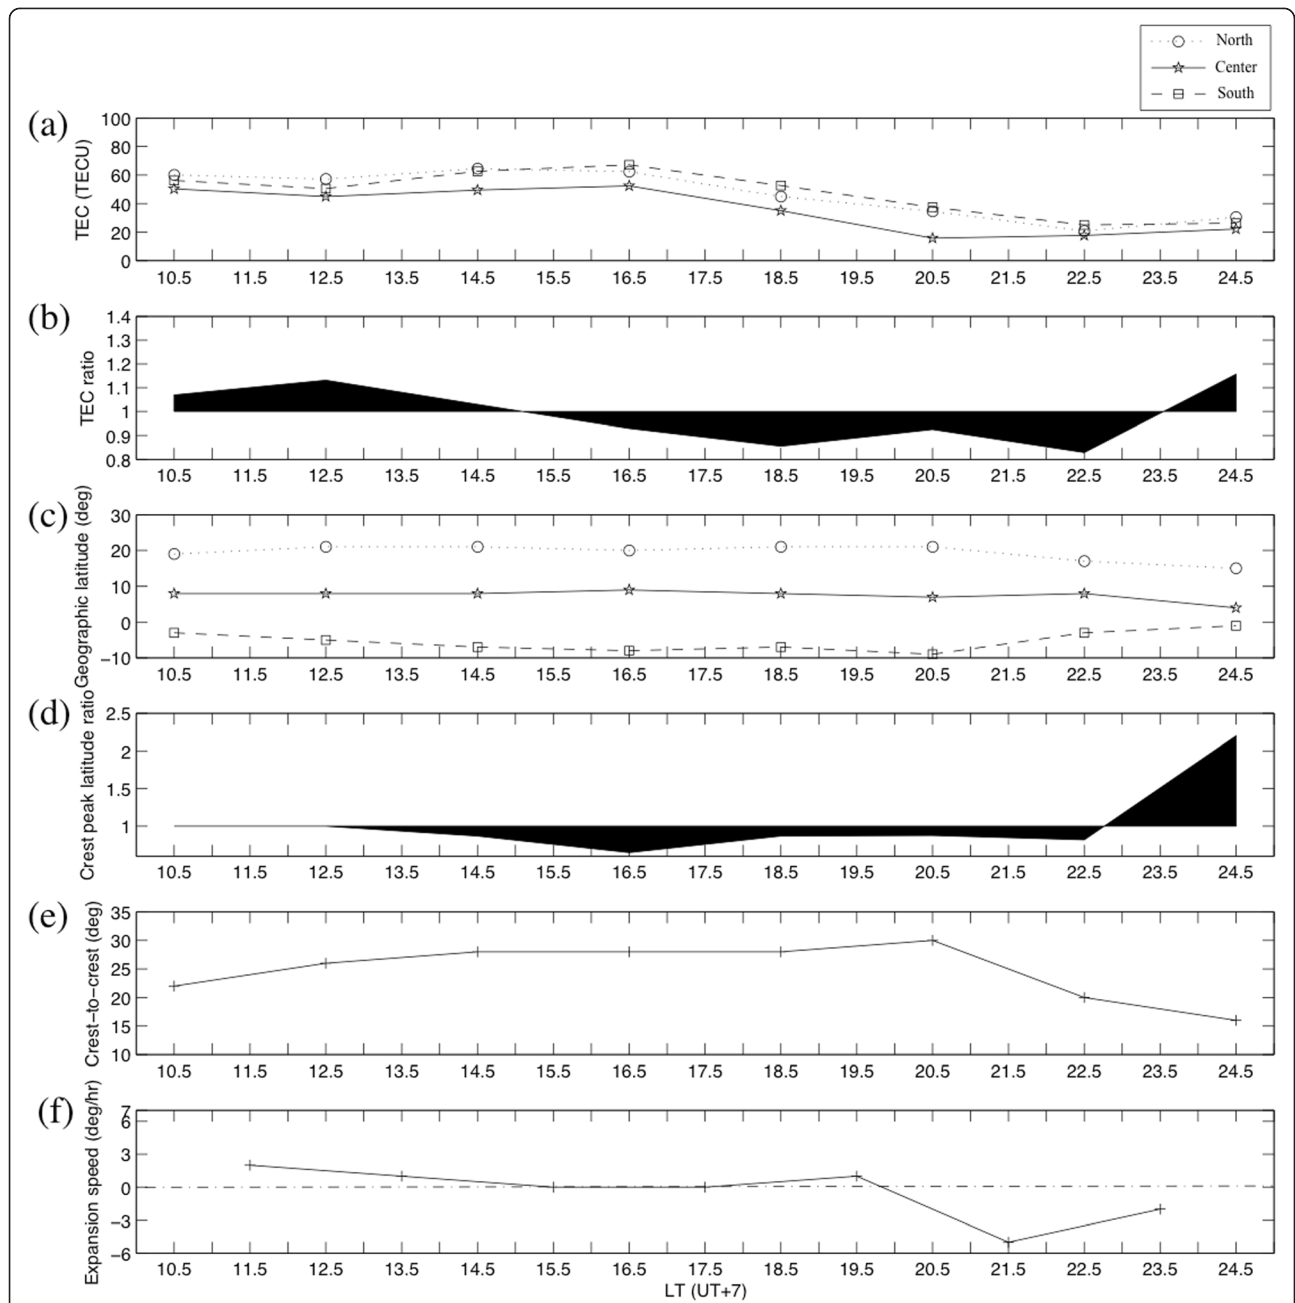 North
Center
South
(a)
TEC (TECU)
100
80
60
40
20
0
10.5 11.5 12.5 13.5 14.5 15.5 16.5 17.5 18.5 19.5 20.5 21.5 22.5 23.5 24.5
(b)
TEC ratio
1.4
1.3
1.2
1.1
1
0.9
0.8
10.5 11.5 12.5 13.5 14.5 15.5 16.5 17.5 18.5 19.5 20.5 21.5 22.5 23.5 24.5
(c)
Geographic latitude (deg)
30
20
10
0
−10
10.5 11.5 12.5 13.5 14.5 15.5 16.5 17.5 18.5 19.5 20.5 21.5 22.5 23.5 24.5
(d)
Crest peak latitude ratio
2.5
2
1.5
1
10.5 11.5 12.5 13.5 14.5 15.5 16.5 17.5 18.5 19.5 20.5 21.5 22.5 23.5 24.5
(e)
Crest−to−crest (deg)
35
30
25
20
15
10
10.5 11.5 12.5 13.5 14.5 15.5 16.5 17.5 18.5 19.5 20.5 21.5 22.5 23.5 24.5
(f)
Expansion speed (deg/hr)
7
6
3
0
−3
−6
10.5 11.5 12.5 13.5 14.5 15.5 16.5 17.5 18.5 19.5 20.5 21.5 22.5 23.5 24.5
LT (UT+7)